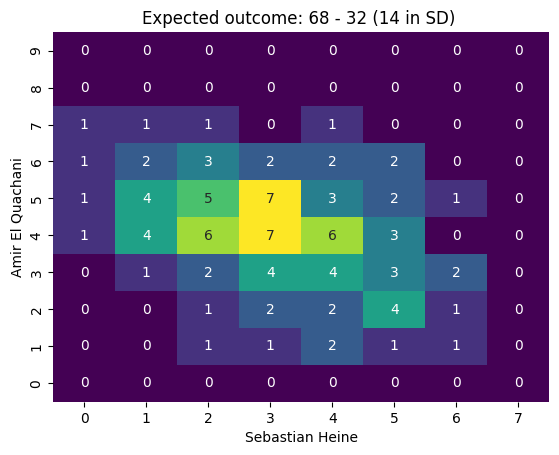 Expected outcome: 68 - 32 (14 in SD)
9 0 0 0 0 0 0 0 0
8 0 0 0 0 0 0 0 0
7 1 1 1 0 1 0 0 0
6 1 2 3 2 2 2 0 0
5 1 4 5 7 3 2 1 0
4 1 4 6 7 6 3 0 0
3 0 1 2 4 4 3 2 0
2 0 0 1 2 2 4 1 0
1 0 0 1 1 2 1 1 0
0 0 0 0 0 0 0 0 0
Amir El Quachani
0 1 2 3 4 5 6 7
Sebastian Heine